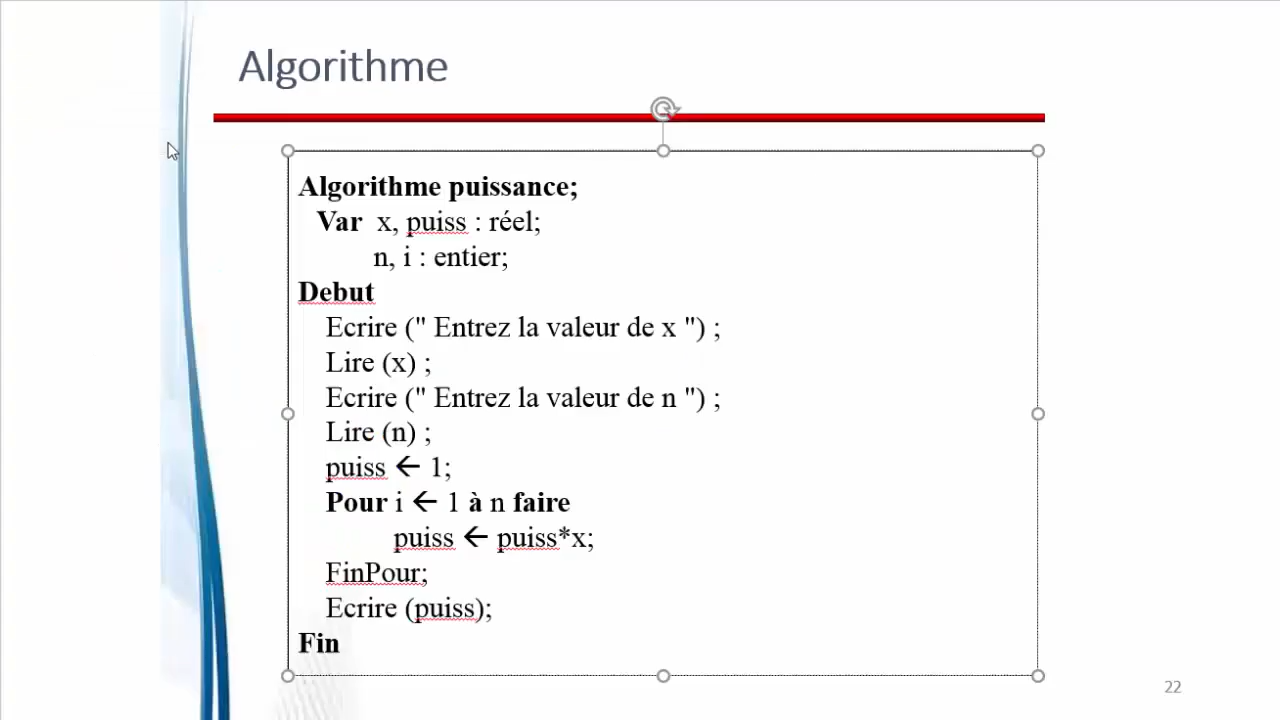 Algorithme
Algorithme puissance;
Var x, puiss : réel;
n, i : entier;
Debut
Ecrire (" Entrez la valeur de x ") ;
Lire (x) ;
Ecrire (" Entrez la valeur de n ") ;
Lire (n) ;
puiss ← 1;
Pour i ← 1 à n faire
puiss ← puiss*x;
FinPour;
Ecrire (puiss);
Fin
22